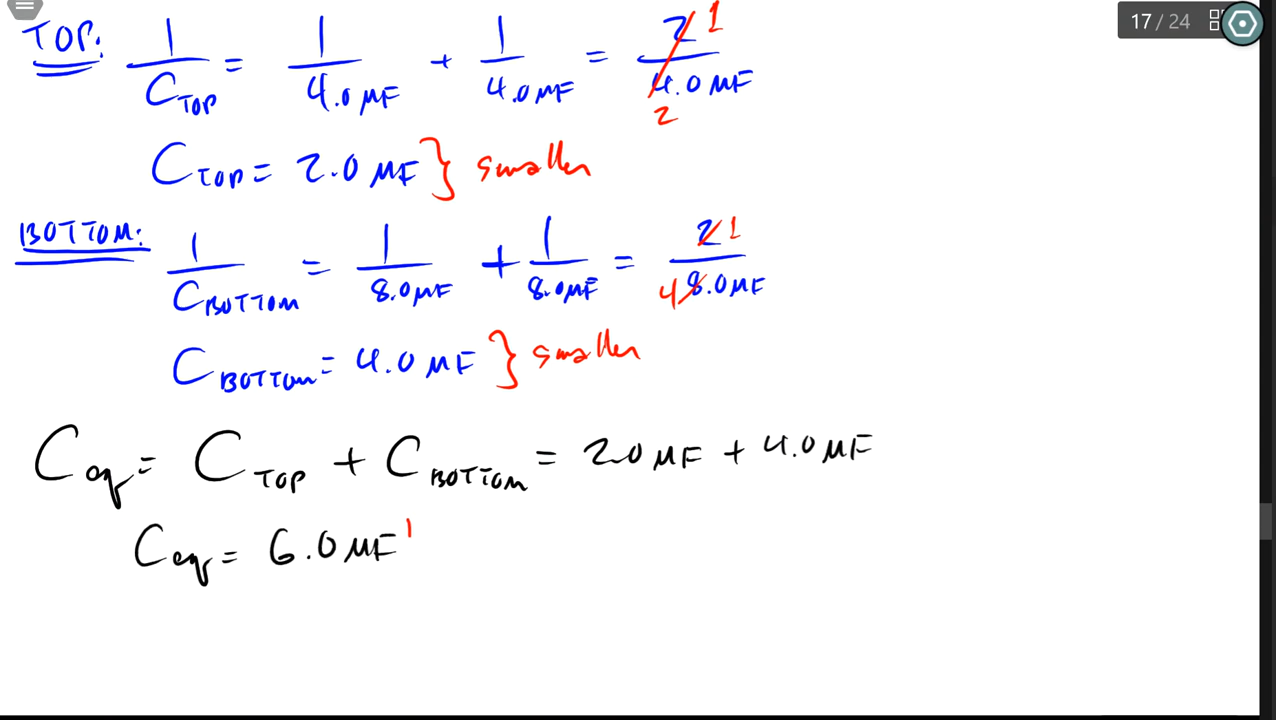 17 / 24
TOP: 1/C_TOP = 1/4.0 μF + 1/4.0 μF = 2/4.0 μF 1 2
C_TOP = 2.0 μF } smaller
BOTTOM: 1/C_BOTTOM = 1/8.0 μF + 1/8.0 μF = 2/8.0 μF 1 4
C_BOTTOM = 4.0 μF } smaller
C_eq = C_TOP + C_BOTTOM = 2.0 μF + 4.0 μF
C_eq = 6.0 μF